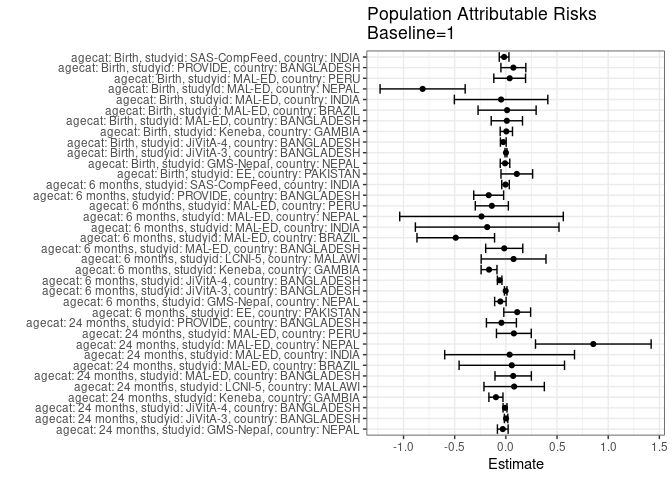 Population Attributable Risks
Baseline=1
agecat: Birth, studyid: SAS-CompFeed, country: INDIA
agecat: Birth, studyid: PROVIDE, country: BANGLADESH
agecat: Birth, studyid: MAL-ED, country: PERU
agecat: Birth, studyid: MAL-ED, country: NEPAL
agecat: Birth, studyid: MAL-ED, country: INDIA
agecat: Birth, studyid: MAL-ED, country: BRAZIL
agecat: Birth, studyid: MAL-ED, country: BANGLADESH
agecat: Birth, studyid: Keneba, country: GAMBIA
agecat: Birth, studyid: JiVitA-4, country: BANGLADESH
agecat: Birth, studyid: JiVitA-3, country: BANGLADESH
agecat: Birth, studyid: GMS-Nepal, country: NEPAL
agecat: Birth, studyid: EE, country: PAKISTAN
agecat: 6 months, studyid: SAS-CompFeed, country: INDIA
agecat: 6 months, studyid: PROVIDE, country: BANGLADESH
agecat: 6 months, studyid: MAL-ED, country: PERU
agecat: 6 months, studyid: MAL-ED, country: NEPAL
agecat: 6 months, studyid: MAL-ED, country: INDIA
agecat: 6 months, studyid: MAL-ED, country: BRAZIL
agecat: 6 months, studyid: MAL-ED, country: BANGLADESH
agecat: 6 months, studyid: LCNI-5, country: MALAWI
agecat: 6 months, studyid: Keneba, country: GAMBIA
agecat: 6 months, studyid: JiVitA-4, country: BANGLADESH
agecat: 6 months, studyid: JiVitA-3, country: BANGLADESH
agecat: 6 months, studyid: GMS-Nepal, country: NEPAL
agecat: 6 months, studyid: EE, country: PAKISTAN
agecat: 24 months, studyid: PROVIDE, country: BANGLADESH
agecat: 24 months, studyid: MAL-ED, country: PERU
agecat: 24 months, studyid: MAL-ED, country: NEPAL
agecat: 24 months, studyid: MAL-ED, country: INDIA
agecat: 24 months, studyid: MAL-ED, country: BRAZIL
agecat: 24 months, studyid: MAL-ED, country: BANGLADESH
agecat: 24 months, studyid: LCNI-5, country: MALAWI
agecat: 24 months, studyid: Keneba, country: GAMBIA
agecat: 24 months, studyid: JiVitA-4, country: BANGLADESH
agecat: 24 months, studyid: JiVitA-3, country: BANGLADESH
agecat: 24 months, studyid: GMS-Nepal, country: NEPAL
-1.0 -0.5 0.0 0.5 1.0 1.5
Estimate